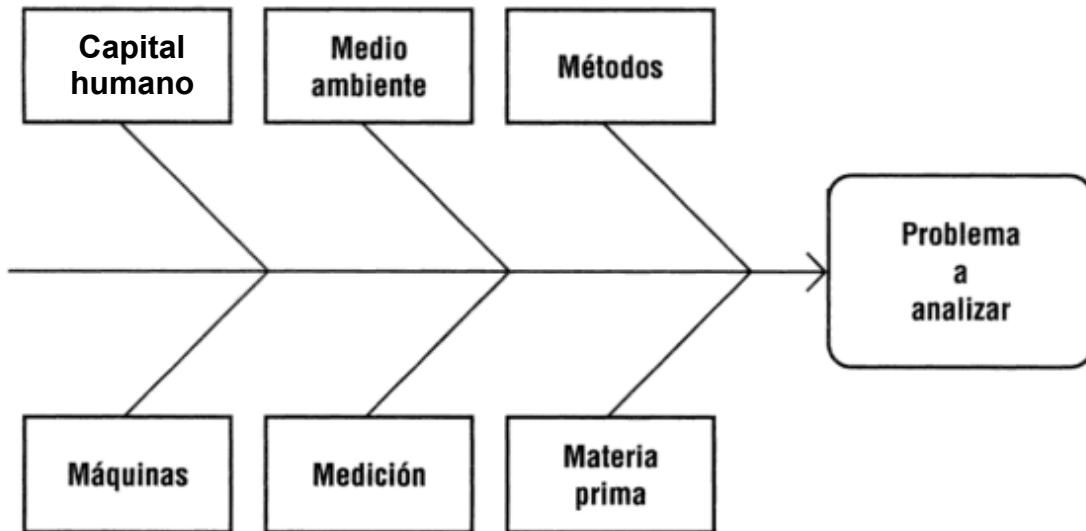 Capital
humano
Medio
ambiente
Métodos
Problema
a
analizar
Máquinas
Medición
Materia
prima